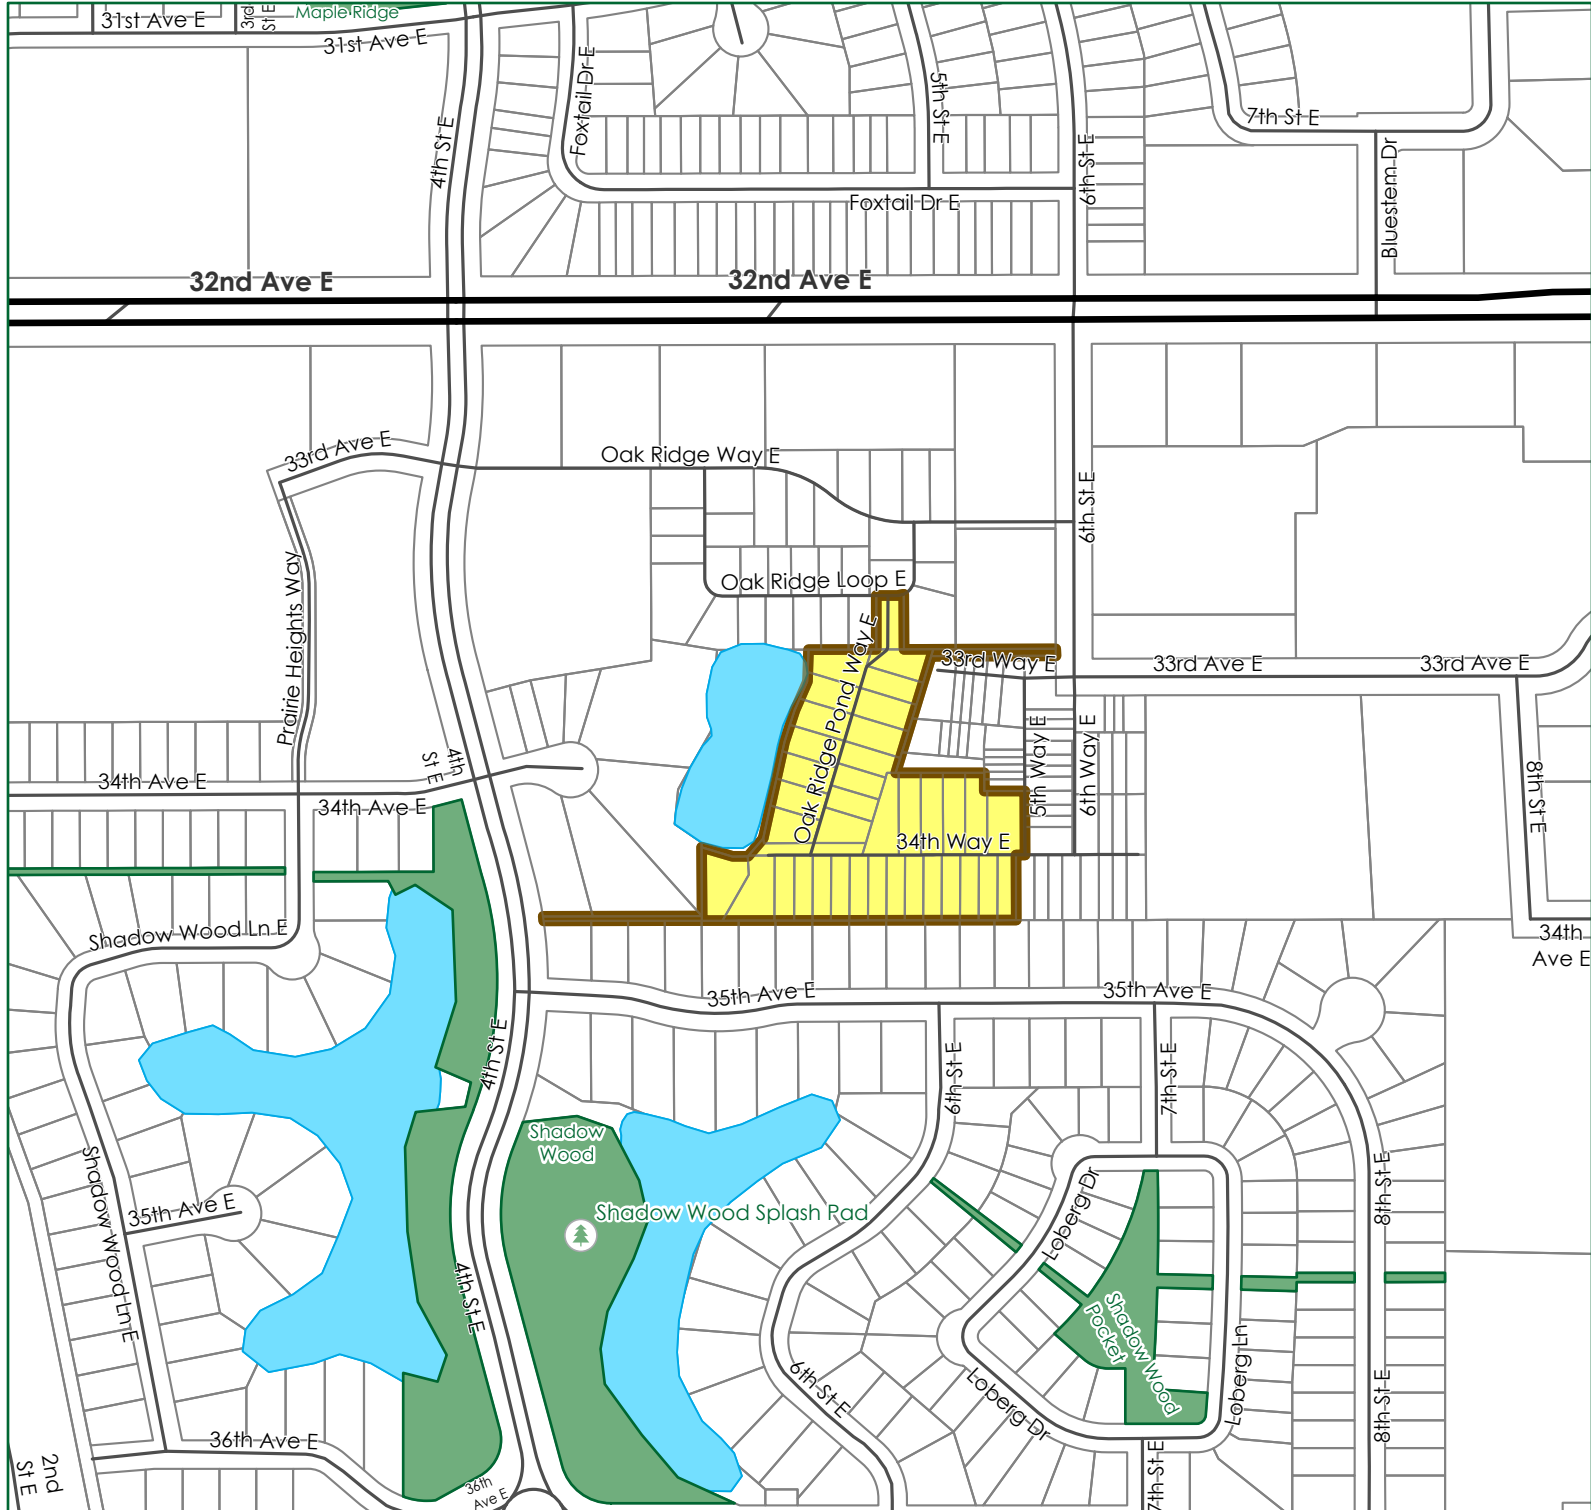 31st Ave E
3rd
St E
Maple Ridge
31st Ave E
4th St E
Foxtail Dr E
5th St E
6th St E
7th St E
Bluestem Dr
Foxtail Dr E
32nd Ave E
32nd Ave E
33rd Ave E
Oak Ridge Way E
6th St E
Prairie Heights Way
Oak Ridge Loop E
Oak Ridge Pond Way E
33rd Way E
33rd Ave E
33rd Ave E
4th
St E
5th Way E
6th Way E
8th St E
34th Ave E
34th Ave E
34th Way E
Shadow Wood Ln E
34th
Ave E
35th Ave E
35th Ave E
4th St E
6th St E
7th St E
Shadow
Wood
Shadow Wood Ln E
35th Ave E
Shadow Wood Splash Pad
Loberg Dr
8th St E
4th St E
Shadow Wood
Pocket
6th St E
Loberg Dr
Loberg Ln
8th St E
36th Ave E
2nd
St E
36th
Ave E
7th St E